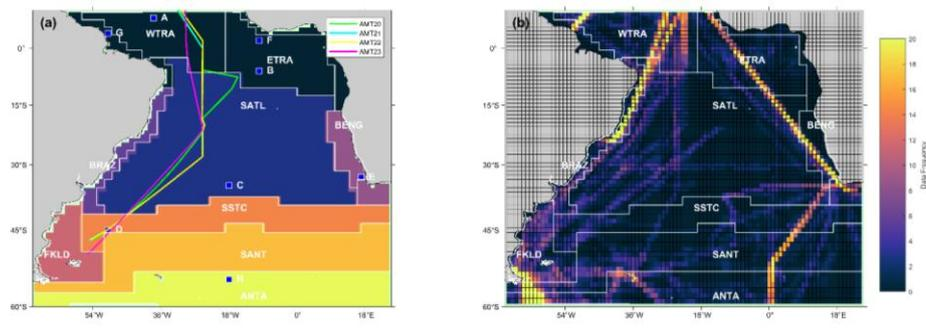 (a)
A
G
WTRA
F
ETRA
B
SATL
BENG
BRAZ
E
C
SSTC
D
FKLD
SANT
H
ANTA
AMT20
AMT21
AMT22
AMT23
0°
15°S
30°S
45°S
60°S
54°W
36°W
18°W
0°
18°E
(b)
WTRA
ETRA
SATL
BENG
BRAZ
SSTC
FKLD
SANT
ANTA
0°
15°S
30°S
45°S
60°S
54°W
36°W
18°W
0°
18°E
20
18
16
14
12
10
8
6
4
2
0
Data Frequency